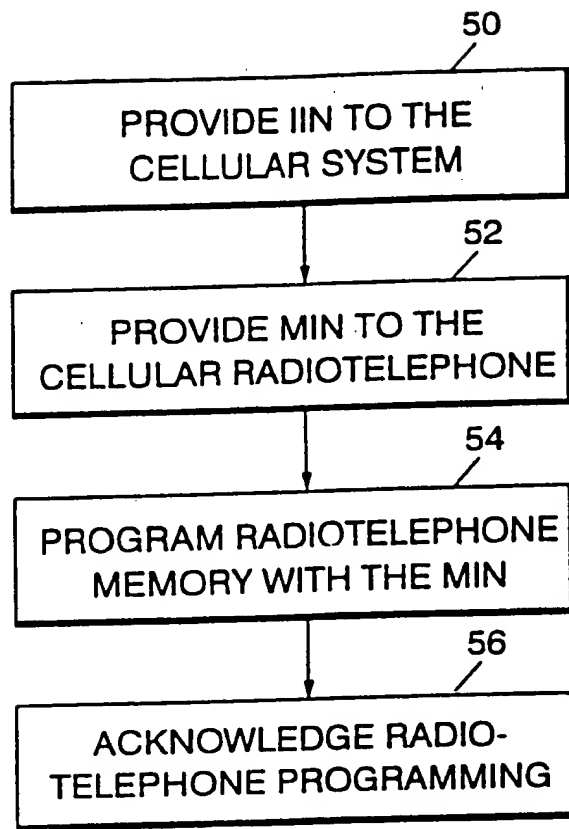 50
PROVIDE IIN TO THE
CELLULAR SYSTEM
52
PROVIDE MIN TO THE
CELLULAR RADIOTELEPHONE
54
PROGRAM RADIOTELEPHONE
MEMORY WITH THE MIN
56
ACKNOWLEDGE RADIO-
TELEPHONE PROGRAMMING